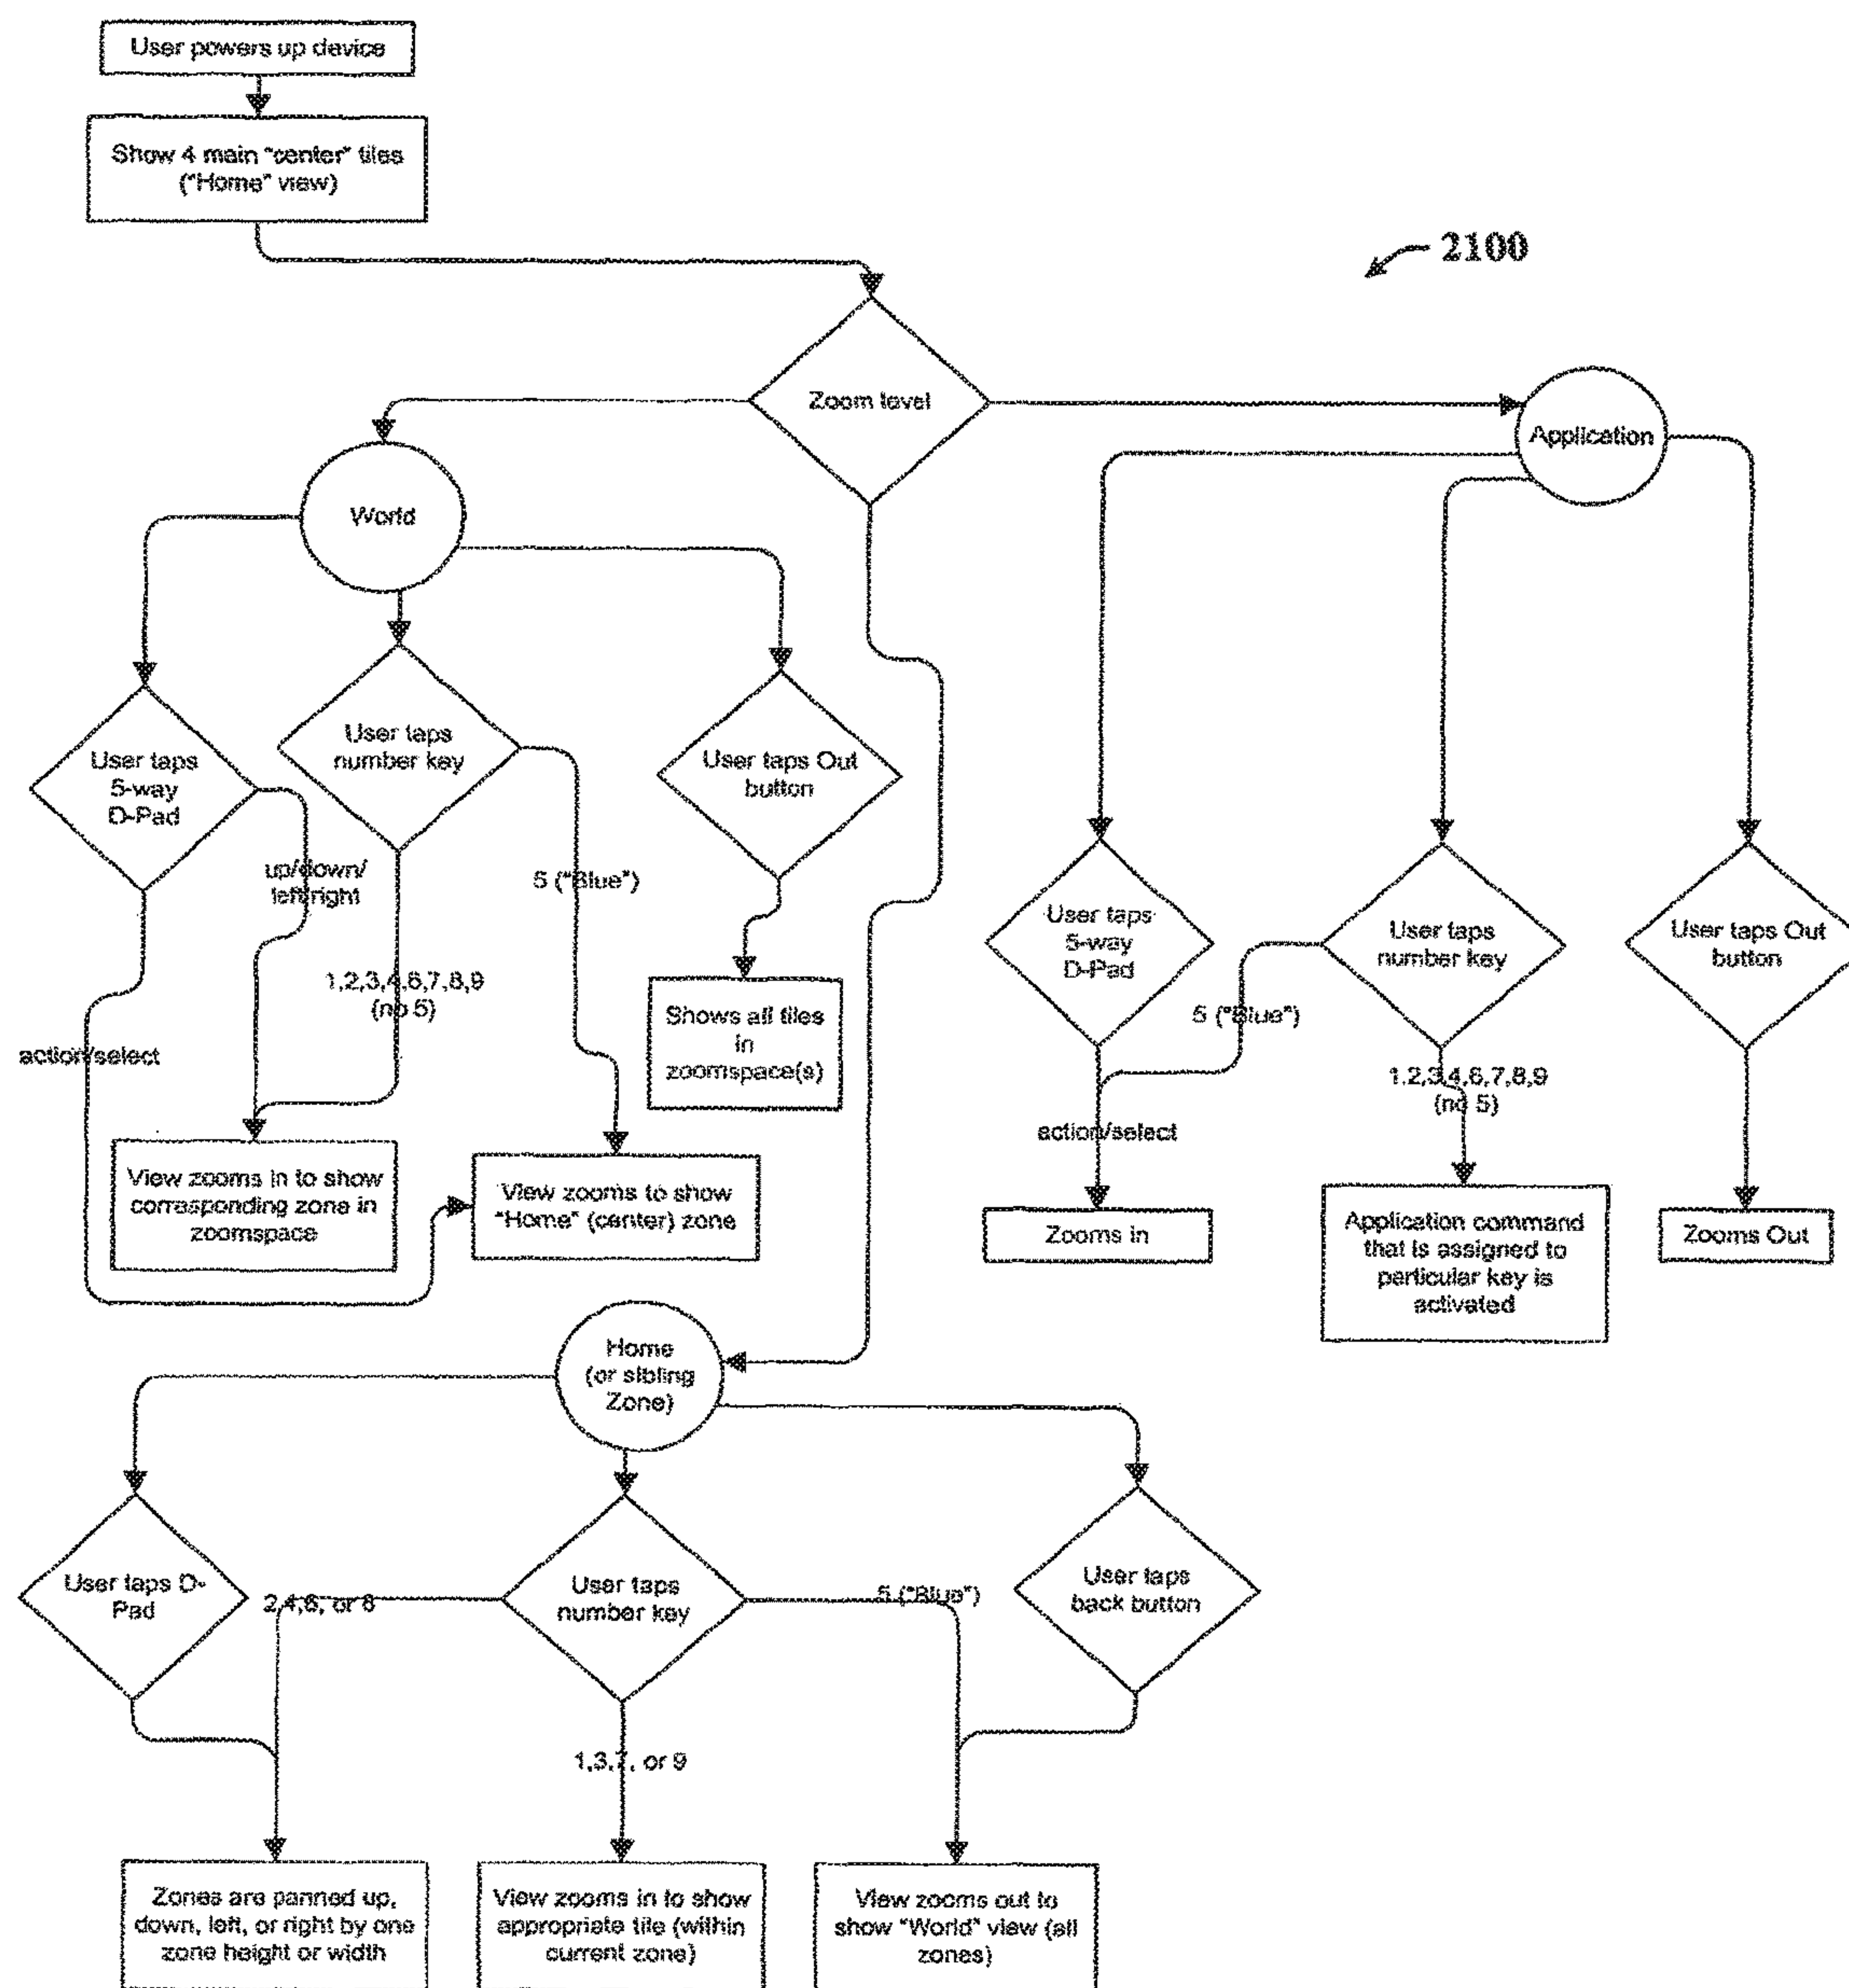 User powers up device
Show 4 main "center" tiles
("Home" view)
2100
Zoom level
Application
World
User taps
5-way
D-Pad
User taps
number key
User taps Out
button
up/down/
left/right
5 ("Blue")
1,2,3,4,6,7,8,9
(no 5)
action/select
Shows all tiles
in
zoomspace(s)
View zooms in to show
corresponding zone in
zoomspace
View zooms to show
"Home" (center) zone
User taps
5-way
D-Pad
User taps
number key
User taps Out
button
5 ("Blue")
1,2,3,4,6,7,8,9
(no 5)
action/select
Zooms in
Application command
that is assigned to
particular key is
activated
Zooms Out
Home
(or sibling
Zone)
User taps D-
Pad
2,4,6, or 8
User taps
number key
5 ("Blue")
User taps
back button
1,3,7, or 9
Zones are panned up,
down, left, or right by one
zone height or width
View zooms in to show
appropriate tile (within
current zone)
View zooms out to
show "World" view (all
zones)